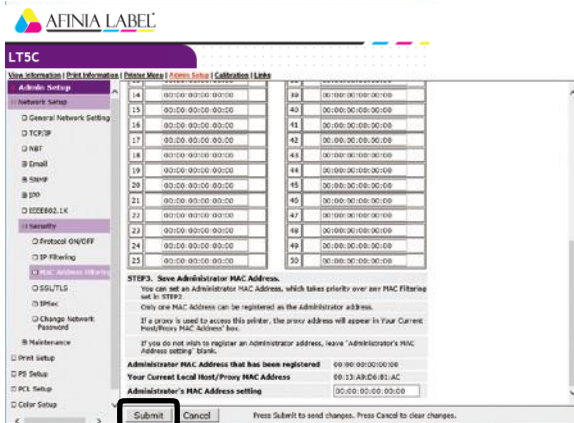 AFINIA LABEL
LT5C
View Information | Print Information | Printer Menu | Admin Setup | Calibration | Links
Admin Setup
Network Setup
General Network Setting
TCP/IP
NBT
Email
SNMP
IPP
IEEE802.1X
Security
Protocol ON/OFF
IP Filtering
MAC Address Filtering
SSL/TLS
IPSec
Change Network Password
Maintenance
Print Setup
PS Setup
PCL Setup
Color Setup
14 00:00:00:00:00:00 39 00:00:00:00:00:00
15 00:00:00:00:00:00 40 00:00:00:00:00:00
16 00:00:00:00:00:00 41 00:00:00:00:00:00
17 00:00:00:00:00:00 42 00:00:00:00:00:00
18 00:00:00:00:00:00 43 00:00:00:00:00:00
19 00:00:00:00:00:00 44 00:00:00:00:00:00
20 00:00:00:00:00:00 45 00:00:00:00:00:00
21 00:00:00:00:00:00 46 00:00:00:00:00:00
22 00:00:00:00:00:00 47 00:00:00:00:00:00
23 00:00:00:00:00:00 48 00:00:00:00:00:00
24 00:00:00:00:00:00 49 00:00:00:00:00:00
25 00:00:00:00:00:00 50 00:00:00:00:00:00
STEP3. Save Administrator MAC Address.
You can set an Administrator MAC Address, which takes priority over any MAC Filtering
set in STEP2.
Only one MAC Address can be registered as the Administrator address.
If a proxy is used to access this printer, the proxy address will appear in 'Your Current
Host/Proxy MAC Address' box.
If you do not wish to register an Administrator address, leave 'Administrator's MAC
Address setting' blank.
Administrator MAC Address that has been registered 00:00:00:00:00:00
Your Current Local Host/Proxy MAC Address 00:13:A9:D6:81:AC
Administrator's MAC Address setting 00:00:00:00:00:00
Submit Cancel Press Submit to send changes. Press Cancel to clear changes.